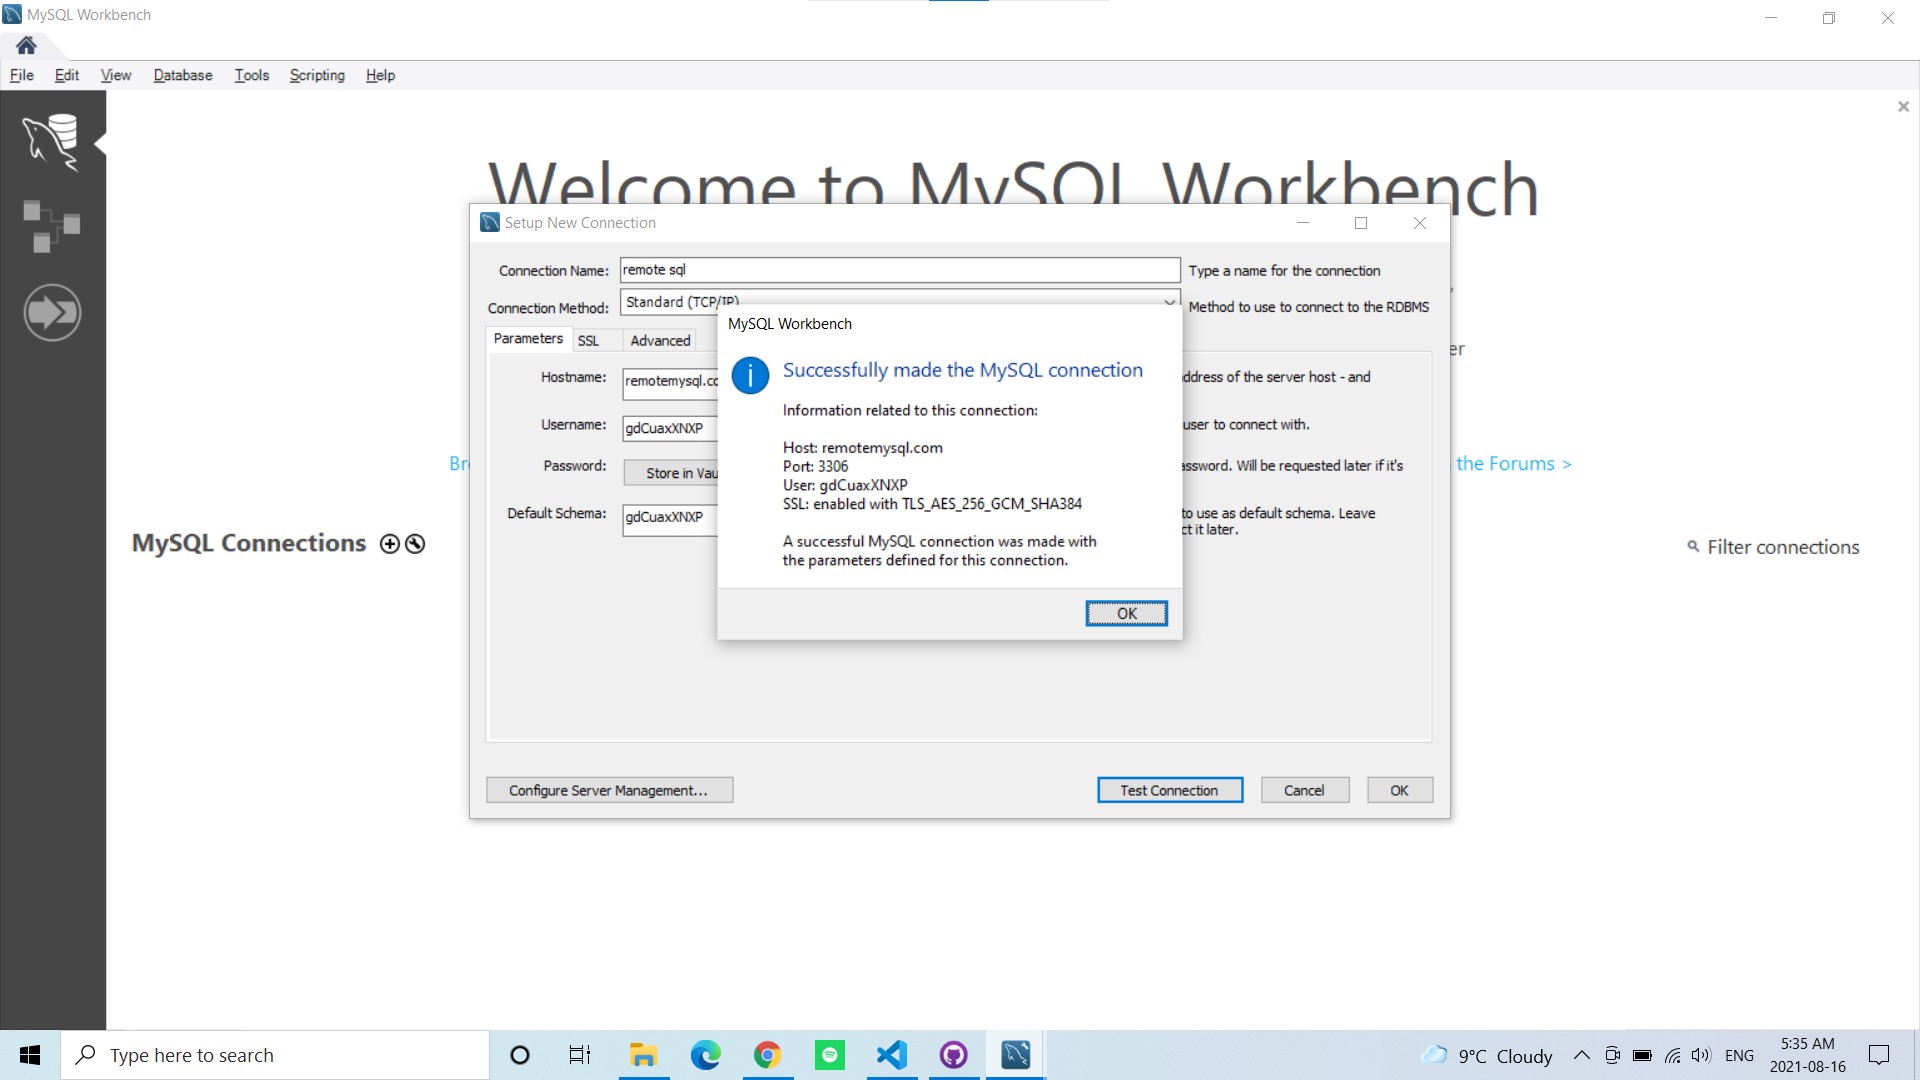 MySQL Workbench
File Edit View Database Tools Scripting Help
Welcome to MySQL Workbench
Setup New Connection
Connection Name: remote sql Type a name for the connection
Connection Method: Standard (TCP/IP) Method to use to connect to the RDBMS
Parameters SSL Advanced
er
MySQL Workbench
Successfully made the MySQL connection
Information related to this connection:
Host: remotemysql.com
Port: 3306
User: gdCuaxXNXP
SSL: enabled with TLS_AES_256_GCM_SHA384
A successful MySQL connection was made with
the parameters defined for this connection.
OK
Hostname: remotemysql.co address of the server host - and
Username: gdCuaxXNXP user to connect with.
Password: Store in Vau assword. Will be requested later if it's
Default Schema: gdCuaxXNXP to use as default schema. Leave
ct it later.
Br the Forums >
MySQL Connections Filter connections
Configure Server Management... Test Connection Cancel OK
Type here to search
9°C Cloudy ENG
5:35 AM
2021-08-16